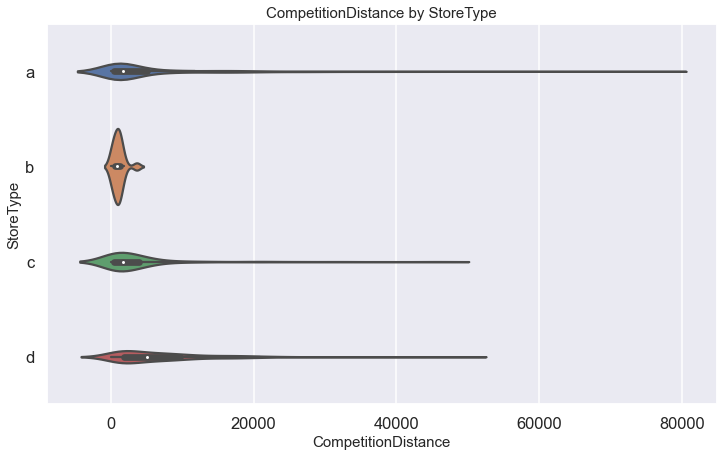 CompetitionDistance by StoreType
StoreType
a
b
c
d
0 20000 40000 60000 80000
CompetitionDistance